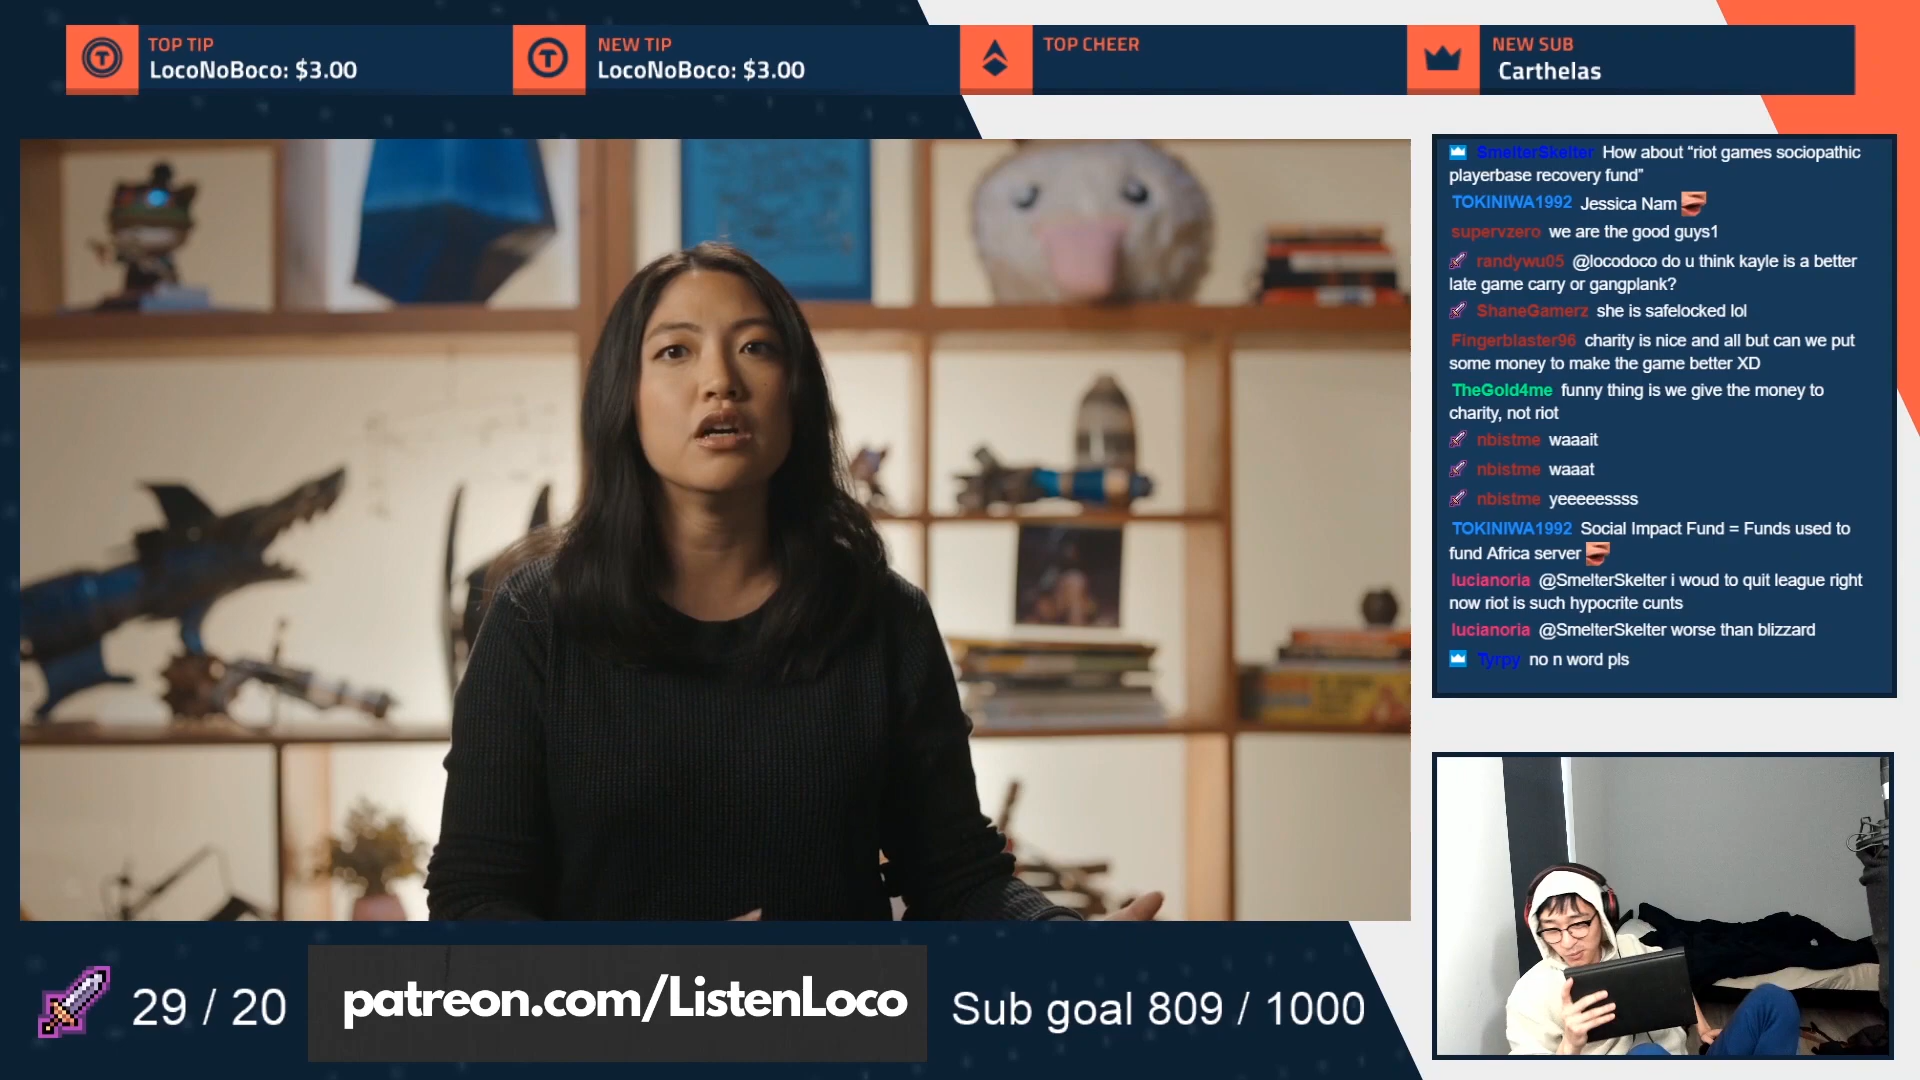 TOP TIP
LocoNoBoco: $3.00
NEW TIP
LocoNoBoco: $3.00
TOP CHEER
NEW SUB
Carthelas
SmelterSkelter How about “riot games sociopathic
playerbase recovery fund”
TOKINIWA1992 Jessica Nam
supervzero we are the good guys1
randywu05 @locodoco do u think kayle is a better
late game carry or gangplank?
ShaneGamerz she is safelocked lol
Fingerblaster96 charity is nice and all but can we put
some money to make the game better XD
TheGold4me funny thing is we give the money to
charity, not riot
nbistme waaait
nbistme waaat
nbistme yeeeeessss
TOKINIWA1992 Social Impact Fund = Funds used to
fund Africa server
lucianoria @SmelterSkelter i woud to quit league right
now riot is such hypocrite cunts
lucianoria @SmelterSkelter worse than blizzard
Tyrpy no n word pls
29 / 20
patreon.com/ListenLoco
Sub goal 809 / 1000